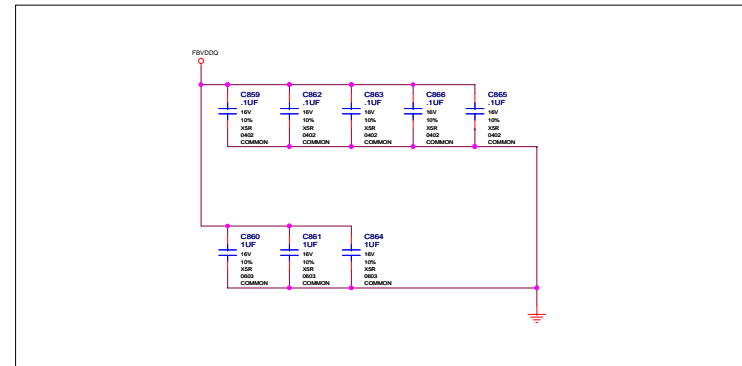 FBVDDQ
C859
.1UF
16V
10%
X5R
0402
COMMON
C862
.1UF
16V
10%
X5R
0402
COMMON
C863
.1UF
16V
10%
X5R
0402
COMMON
C866
.1UF
16V
10%
X5R
0402
COMMON
C865
.1UF
16V
10%
X5R
0402
COMMON
C860
1UF
16V
10%
X5R
0603
COMMON
C861
1UF
16V
10%
X5R
0603
COMMON
C864
1UF
16V
10%
X5R
0603
COMMON